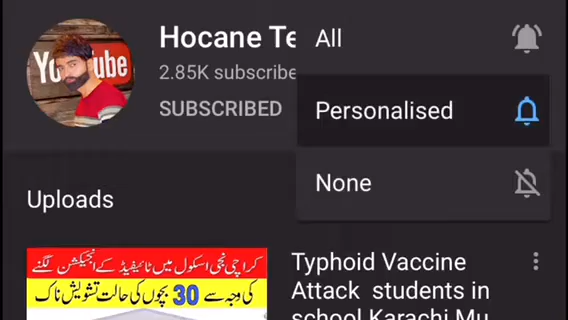 YouTube
Hocane Te
All
2.85K subscribe
SUBSCRIBED
Personalised
None
Uploads
کراچی نجی اسکول میں ٹائیفیڈ کے انجیکشن لگنے
کی وجہ سے 30 بچوں کی حالت تشویش ناک
Typhoid Vaccine
Attack students in
school Karachi Mu